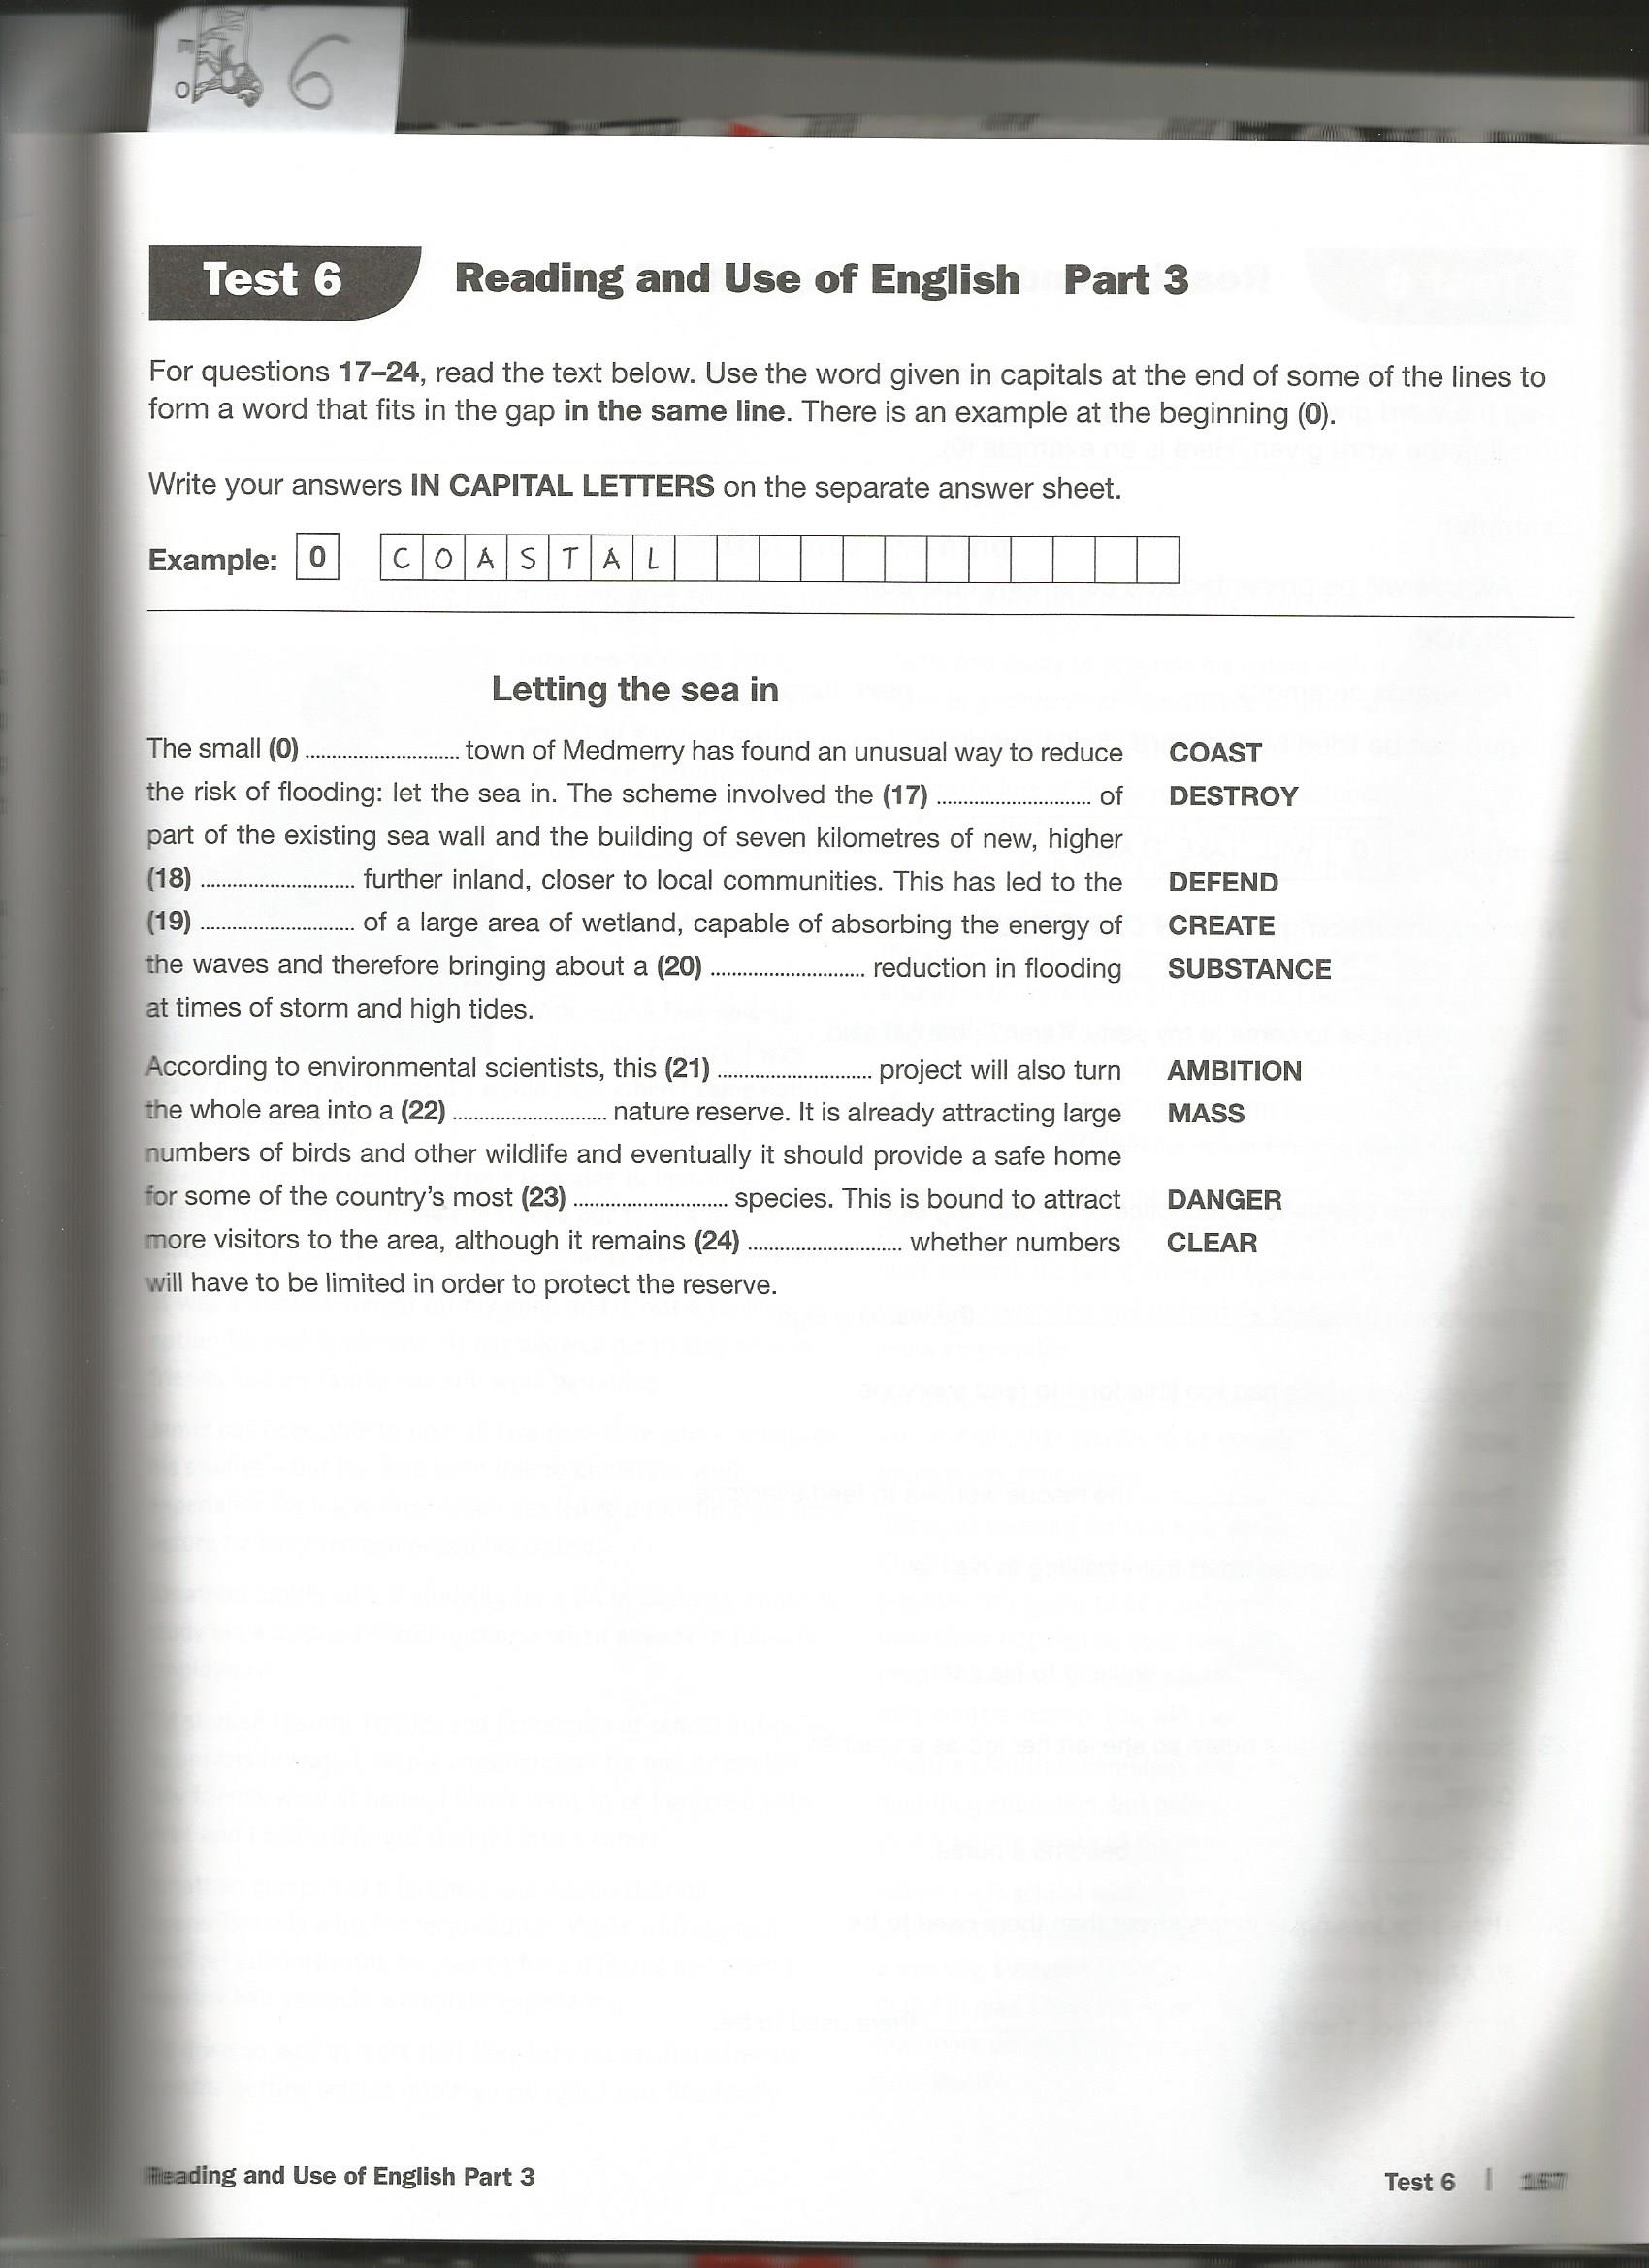 6
Test 6 Reading and Use of English Part 3
For questions 17–24, read the text below. Use the word given in capitals at the end of some of the lines to
form a word that fits in the gap in the same line. There is an example at the beginning (0).
Write your answers IN CAPITAL LETTERS on the separate answer sheet.
Example: 0 COASTAL
Letting the sea in
The small (0) .......................... town of Medmerry has found an unusual way to reduce COAST
the risk of flooding: let the sea in. The scheme involved the (17) .......................... of DESTROY
part of the existing sea wall and the building of seven kilometres of new, higher
(18) .......................... further inland, closer to local communities. This has led to the DEFEND
(19) .......................... of a large area of wetland, capable of absorbing the energy of CREATE
the waves and therefore bringing about a (20) .......................... reduction in flooding SUBSTANCE
at times of storm and high tides.
According to environmental scientists, this (21) .......................... project will also turn AMBITION
the whole area into a (22) .......................... nature reserve. It is already attracting large MASS
numbers of birds and other wildlife and eventually it should provide a safe home
for some of the country's most (23) .......................... species. This is bound to attract DANGER
more visitors to the area, although it remains (24) .......................... whether numbers CLEAR
will have to be limited in order to protect the reserve.
Reading and Use of English Part 3
Test 6 |